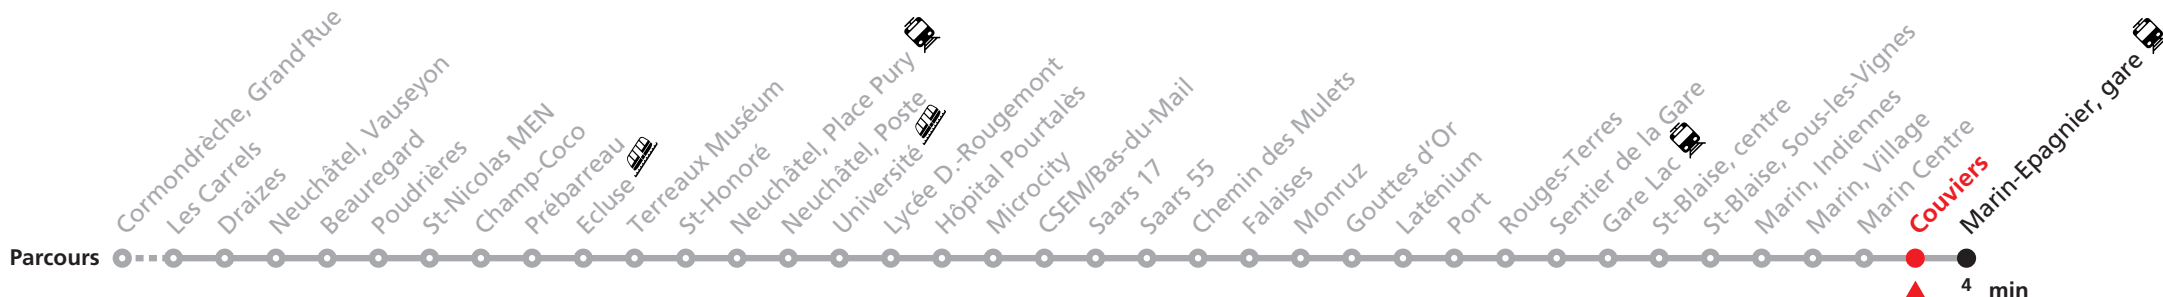 Cormondrèche, Grand'Rue
Les Carrels
Draizes
Neuchâtel, Vauseyon
Beauregard
Poudrières
St-Nicolas MEN
Champ-Coco
Prébarreau
Ecluse
Terreaux Muséum
St-Honoré
Neuchâtel, Place Pury
Neuchâtel, Poste
Université
Lycée D.-Rougemont
Hôpital Pourtalès
Microcity
CSEM/Bas-du-Mail
Saars 17
Saars 55
Chemin des Mulets
Falaises
Monruz
Gouttes d'Or
Laténium
Port
Rouges-Terres
Sentier de la Gare
Gare Lac
St-Blaise, centre
St-Blaise, Sous-les-Vignes
Marin, Indiennes
Marin, Village
Marin Centre
Couviers
Marin-Epagnier, gare
Parcours
4 min